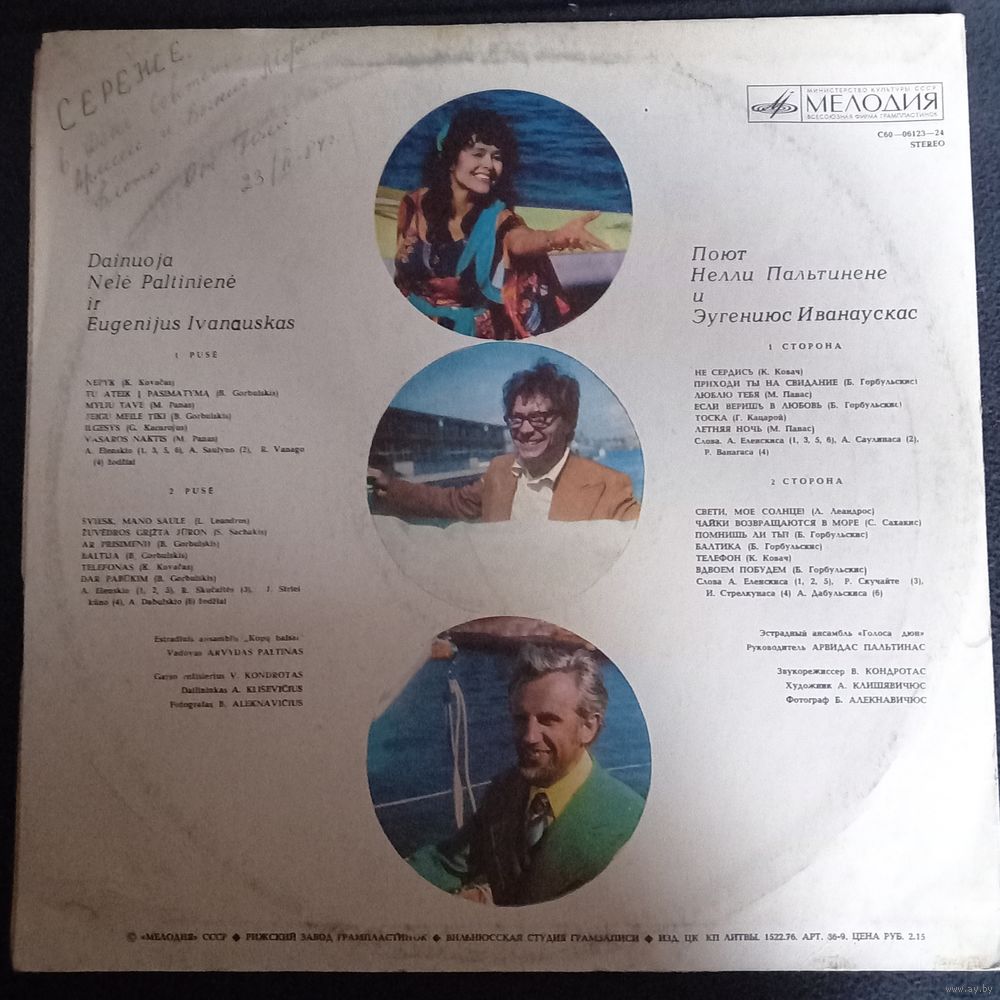 СЕРЕЖЕ.
23/
МИНИСТЕРСТВО КУЛЬТУРЫ СССР
МЕЛОДИЯ
ВСЕСОЮЗНАЯ ФИРМА ГРАМПЛАСТИНОК
С60—06123—24
STEREO
Dainuoja
Nelė Paltinienė
ir
Eugenijus Ivanauskas
1 PUSĖ
NEPYK (K. Kovačas)
TU ATEIK Į PASIMATYMĄ (B. Gorbulskis)
MYLIU TAVE (M. Panas)
JEIGU MEILE TIKI (B. Gorbulskis)
ILGESYS (G. Kacarojus)
VASAROS NAKTIS (M. Panas)
A. Elenskio (1, 3, 5, 6), A. Saulyno (2), R. Vanago
(4) žodžiai
2 PUSĖ
ŠVIESK, MANO SAULE (L. Leandros)
ŽUVĖDROS GRĮŽTA JŪRON (S. Sachakis)
AR PRISIMENI? (B. Gorbulskis)
BALTIJA (B. Gorbulskis)
TELEFONAS (K. Kovačas)
DAR PABŪKIM (B. Gorbulskis)
A. Elenskio (1, 2, 5), R. Skučaitės (3), J. Striel
kūno (4), A. Dabulskio (6) žodžiai
Estradinis ansamblis „Kopų balsai
Vadovas ARVYDAS PALTINAS
Garso režisierius V. KONDROTAS
Dailininkas A. KLIŠEVIČIUS
Fotografas B. ALEKNAVIČIUS
Поют
Нелли Пальтинене
и
Эугениюс Иванаускас
1 СТОРОНА
НЕ СЕРДИСЬ (К. Ковач)
ПРИХОДИ ТЫ НА СВИДАНИЕ (Б. Горбульскис)
ЛЮБЛЮ ТЕБЯ (М. Павас)
ЕСЛИ ВЕРИШЬ В ЛЮБОВЬ (Б. Горбульскис)
ТОСКА (Г. Кацарой)
ЛЕТНЯЯ НОЧЬ (М. Павас)
Слова. А. Еленскиса (1, 3, 5, 6), А. Саулинаса (2),
Р. Ванагаса (4)
2 СТОРОНА
СВЕТИ, МОЕ СОЛНЦЕ! (Л. Леандрос)
ЧАЙКИ ВОЗВРАЩАЮТСЯ В МОРЕ (С. Сахакис)
ПОМНИШЬ ЛИ ТЫ? (Б. Горбульскис)
БАЛТИКА (Б. Горбульскис)
ТЕЛЕФОН (К. Ковач)
ВДВОЕМ ПОБУДЕМ (Б. Горбульскис)
Слова А. Еленскиса (1, 2, 5), Р. Скучайте (3),
И. Стрелкунаса (4) А. Дабульскиса (6)
Эстрадный ансамбль «Голоса дюн»
Руководитель АРВИДАС ПАЛЬТИНАС
Звукорежиссер В. КОНДРОТАС
Художник А. КЛИШЯВИЧЮС
Фотограф Б. АЛЕКНАВИЧЮС
© «МЕЛОДИЯ» СССР ◆ РИЖСКИЙ ЗАВОД ГРАМПЛАСТИНОК ◆ ВИЛЬНЮССКАЯ СТУДИЯ ГРАМЗАПИСИ ◆ ИЗД. ЦК КП ЛИТВЫ. 1522.76. АРТ. 36-9. ЦЕНА РУБ. 2.15
www.ay.by